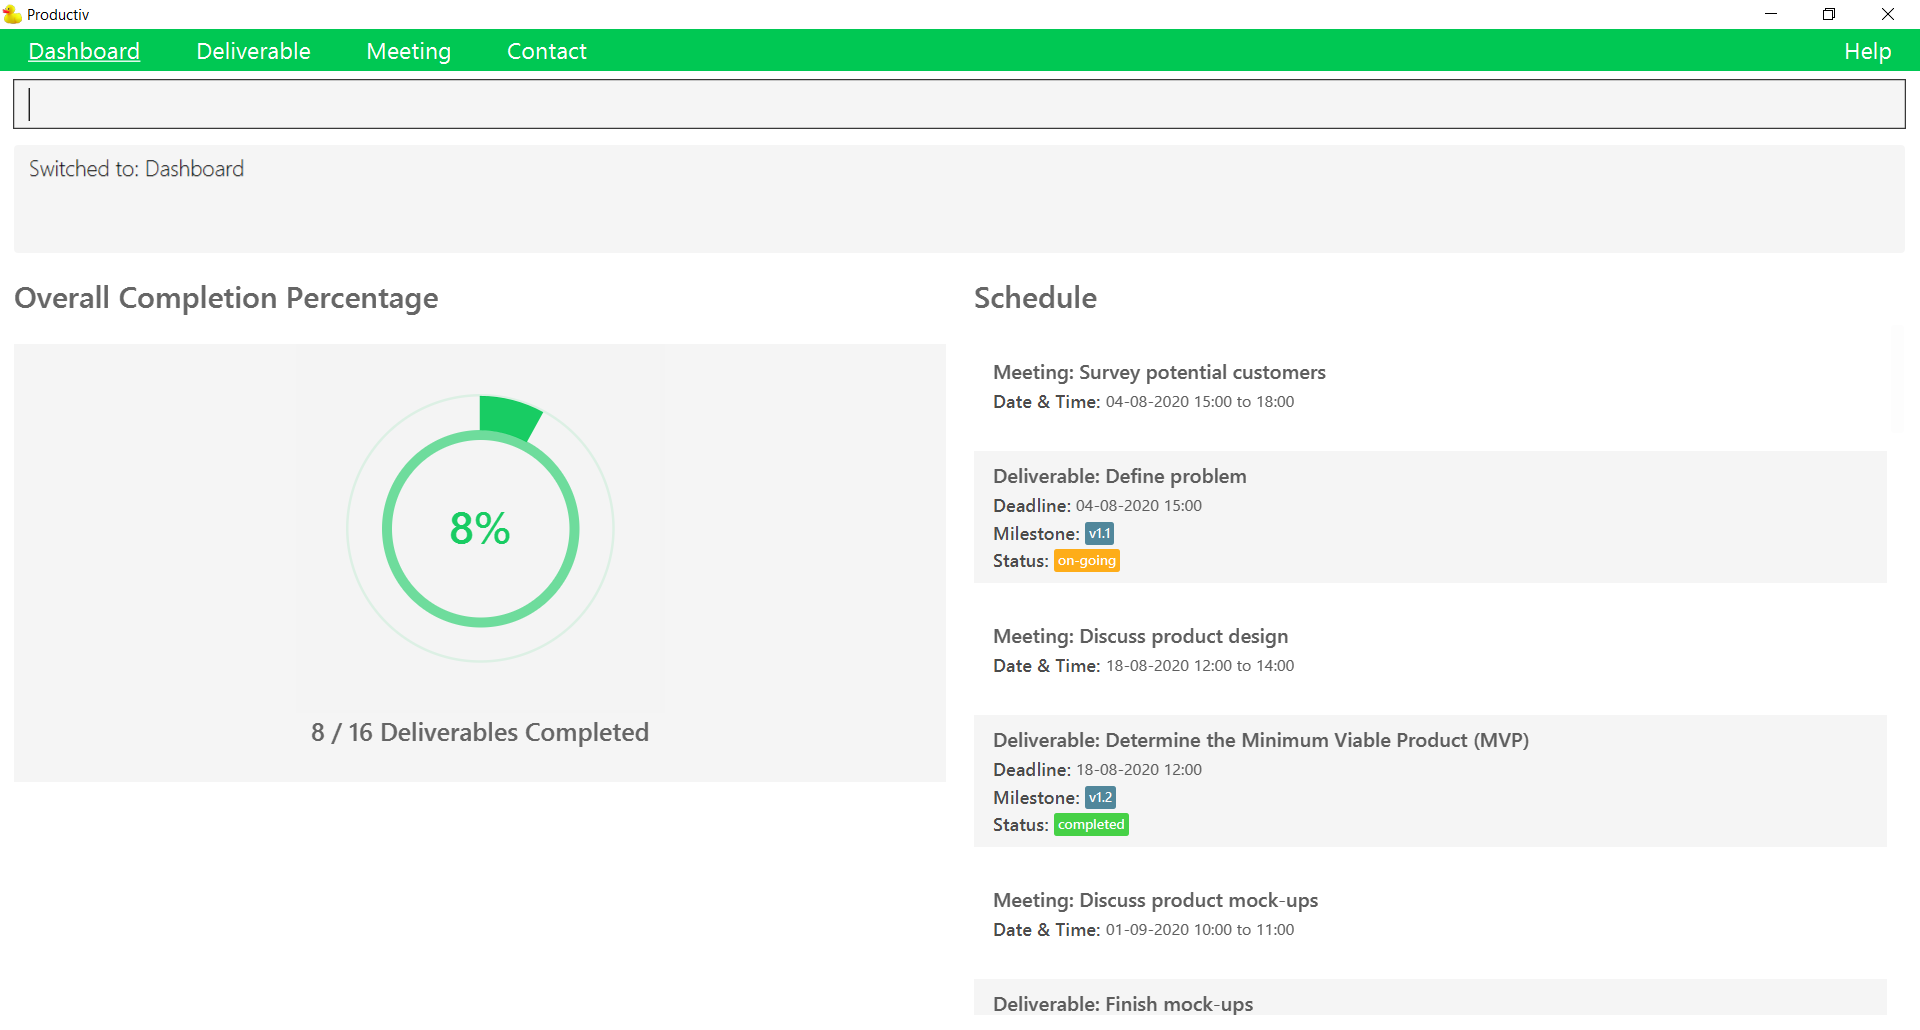 Productiv
Dashboard Deliverable Meeting Contact Help
Switched to: Dashboard
Overall Completion Percentage
8%
8 / 16 Deliverables Completed
Schedule
Meeting: Survey potential customers
Date & Time: 04-08-2020 15:00 to 18:00
Deliverable: Define problem
Deadline: 04-08-2020 15:00
Milestone: v1.1
Status: on-going
Meeting: Discuss product design
Date & Time: 18-08-2020 12:00 to 14:00
Deliverable: Determine the Minimum Viable Product (MVP)
Deadline: 18-08-2020 12:00
Milestone: v1.2
Status: completed
Meeting: Discuss product mock-ups
Date & Time: 01-09-2020 10:00 to 11:00
Deliverable: Finish mock-ups